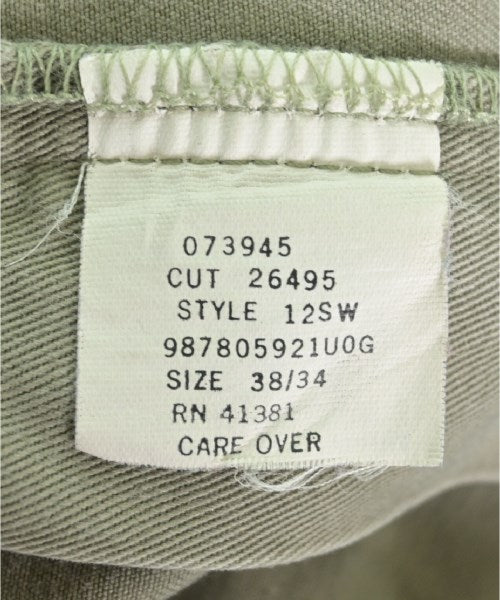 073945
CUT 26495
STYLE 12SW
987805921U0G
SIZE 38/34
RN 41381
CARE OVER